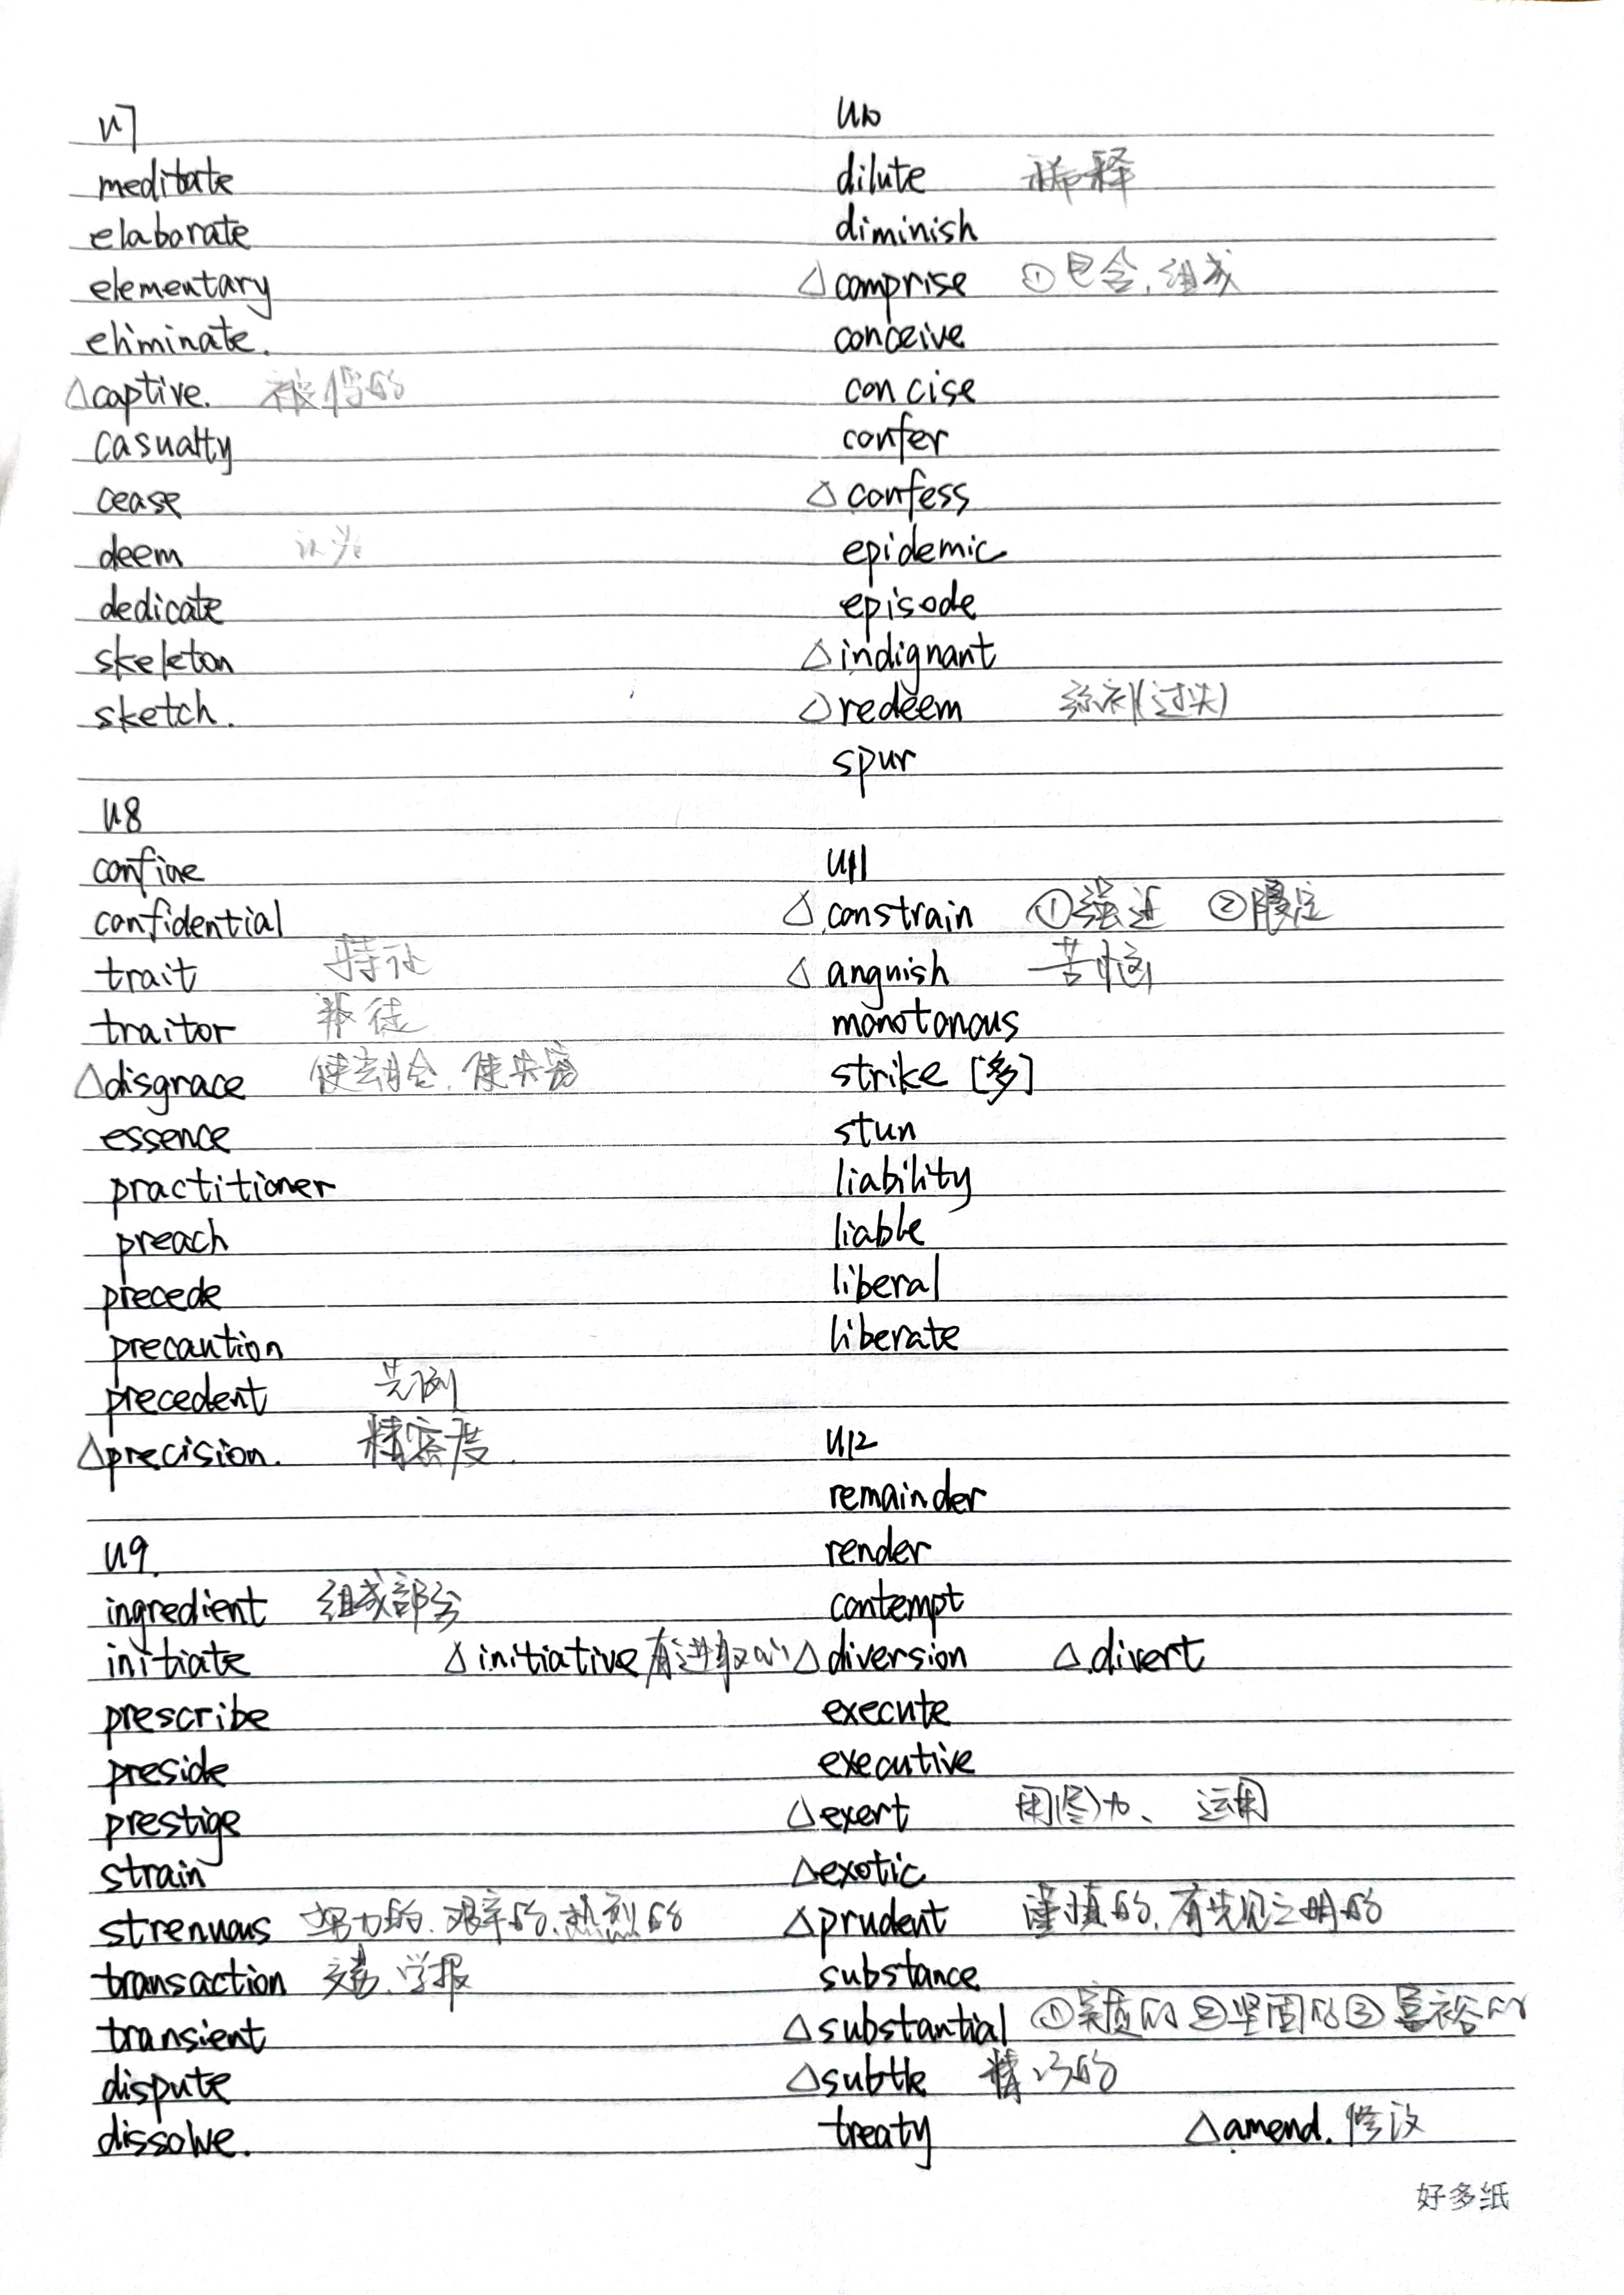 U7
meditate
elaborate
elementary
eliminate.
△captive. 被俘的
casualty
cease
deem 认为
dedicate
skeleton
sketch.
U8
confine
confidential
trait 特征
traitor 叛徒
△disgrace 使丢脸、使失宠
essence
practitioner
preach
precede
precaution
precedent 先例
△precision. 精密度.
U9.
ingredient 组成部分
initiate △initiative 有进取心
prescribe
preside
prestige
strain
strenuous 努力的、艰辛的、热烈的
transaction 交易、学报
transient
dispute
dissolve.
U10
dilute 稀释
diminish
△comprise ①包含、组成
conceive
concise
confer
△confess
epidemic
episode
△indignant
△redeem 弥补(过失)
spur
U11
△constrain ①强迫 ②限定
△anguish 苦恼
monotonous
strike [多]
stun
liability
liable
liberal
liberate
U12
remainder
render
contempt
△diversion △divert
execute
executive
△exert 用(尽)力、运用
△exotic
△prudent 谨慎的、有先见之明的
substance
△substantial ①实质的②坚固的③富裕的
△subtle 精巧的
treaty △amend. 修改
好多纸